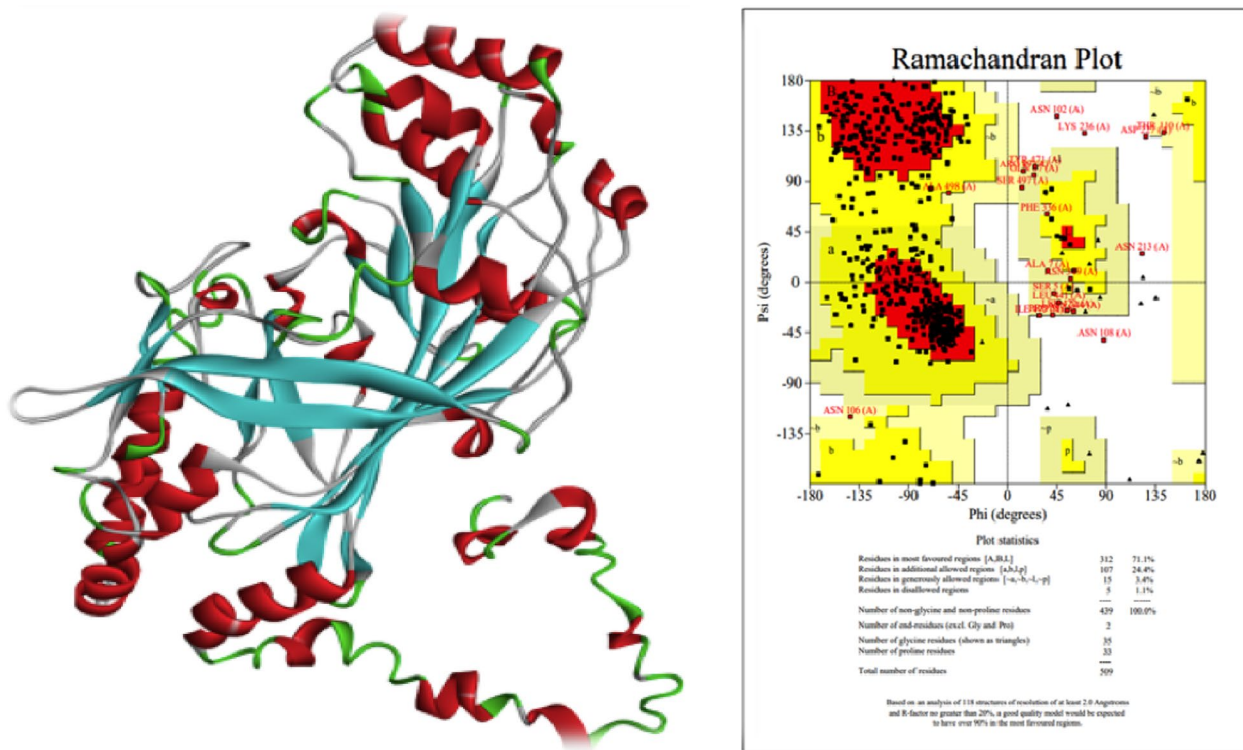 Ramachandran Plot
180
135
90
45
0
-45
-90
-135
Psi (degrees)
B
b
a
A
~b
~a
b
~b
b
~p
p
~b
ASN 102 (A)
LYS 236 (A)
SER 497 (A)
ALA 498 (A)
PHE 336 (A)
ASN 213 (A)
ALA 7 (A)
SER 5 (A)
ASN 108 (A)
ASN 106 (A)
-180 -135 -90 -45 0 45 90 135 180
Phi (degrees)
Plot statistics
Residues in most favoured regions [A,B,L] 312 71.1%
Residues in additional allowed regions [a,b,l,p] 107 24.4%
Residues in generously allowed regions [~a,~b,~l,~p] 15 3.4%
Residues in disallowed regions 5 1.1%
---- ------
Number of non-glycine and non-proline residues 439 100.0%
Number of end-residues (excl. Gly and Pro) 2
Number of glycine residues (shown as triangles) 35
Number of proline residues 33
----
Total number of residues 509
Based on an analysis of 118 structures of resolution of at least 2.0 Angstroms
and R-factor no greater than 20%, a good quality model would be expected
to have over 90% in the most favoured regions.